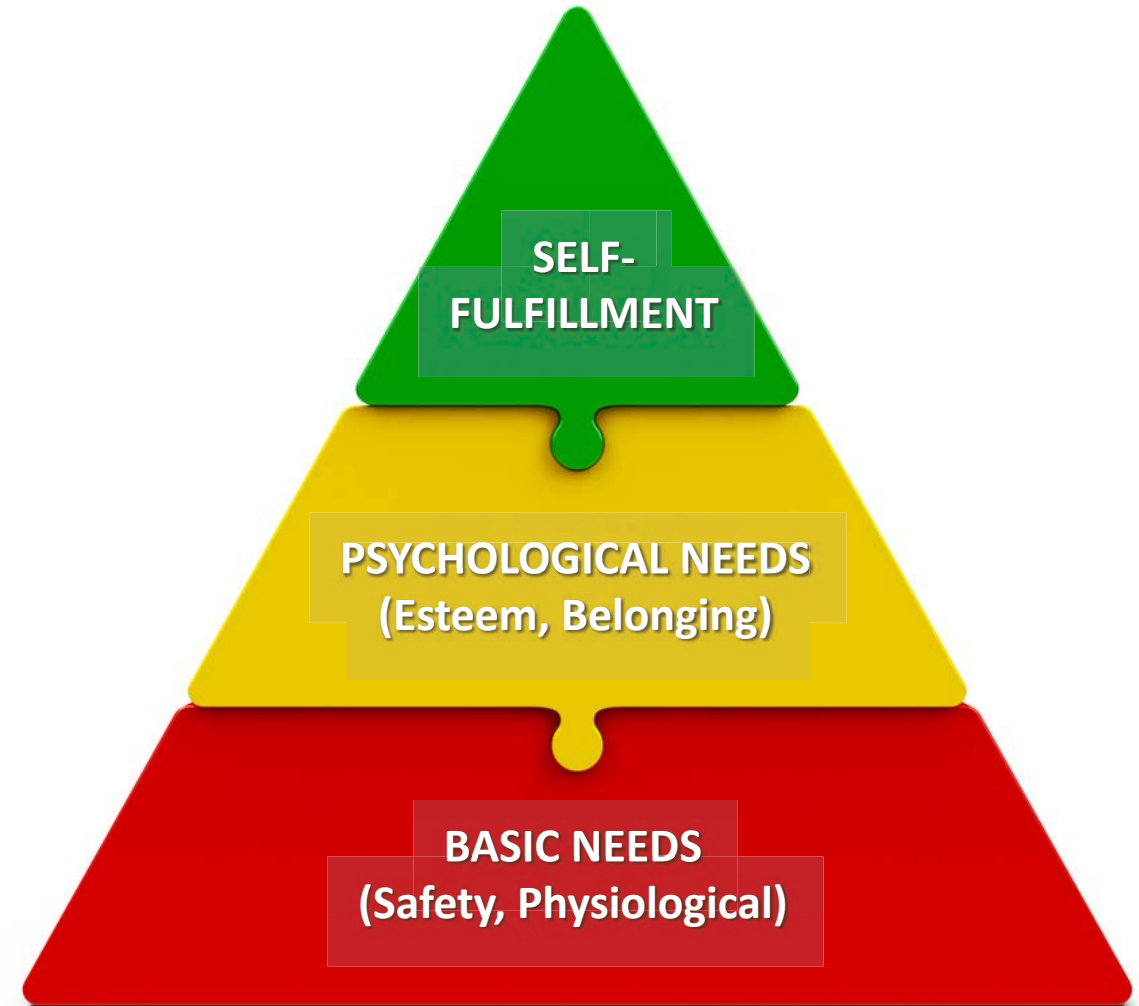 SELF-
FULFILLMENT
PSYCHOLOGICAL NEEDS
(Esteem, Belonging)
BASIC NEEDS
(Safety, Physiological)